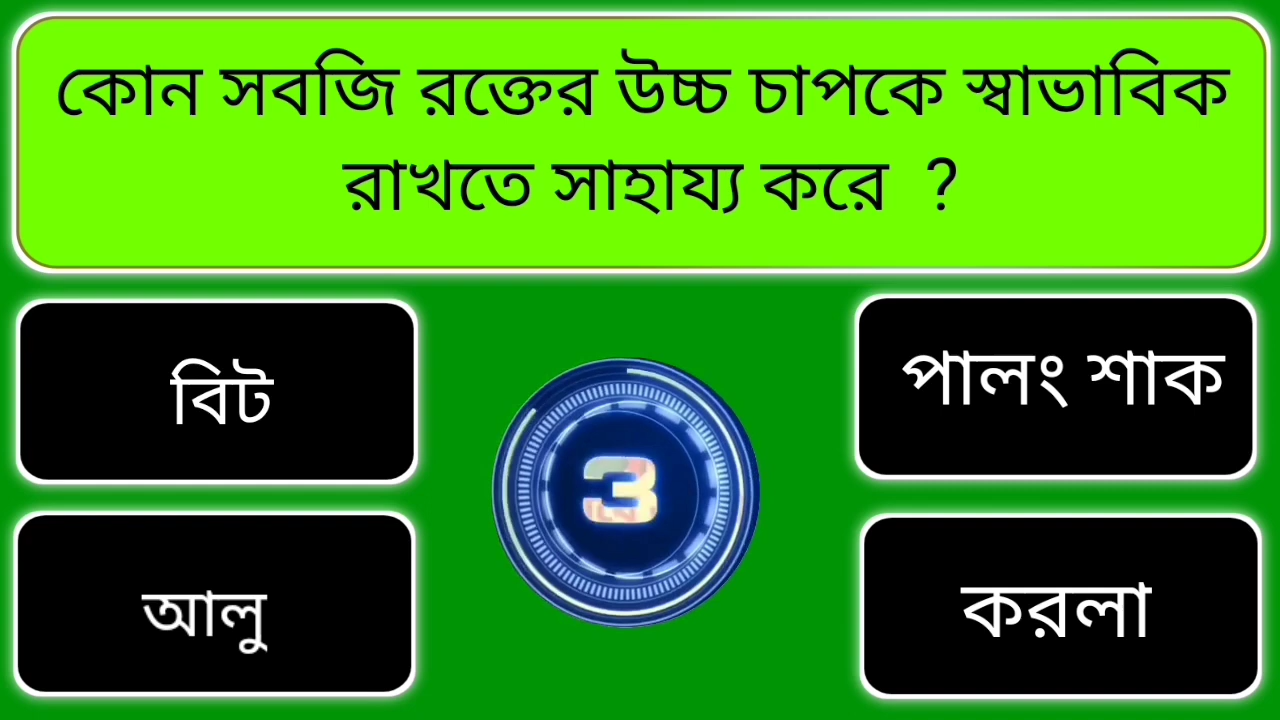 কোন সবজি রক্তের উচ্চ চাপকে স্বাভাবিক
রাখতে সাহায্য করে ?
বিট
পালং শাক
3
আলু
করলা